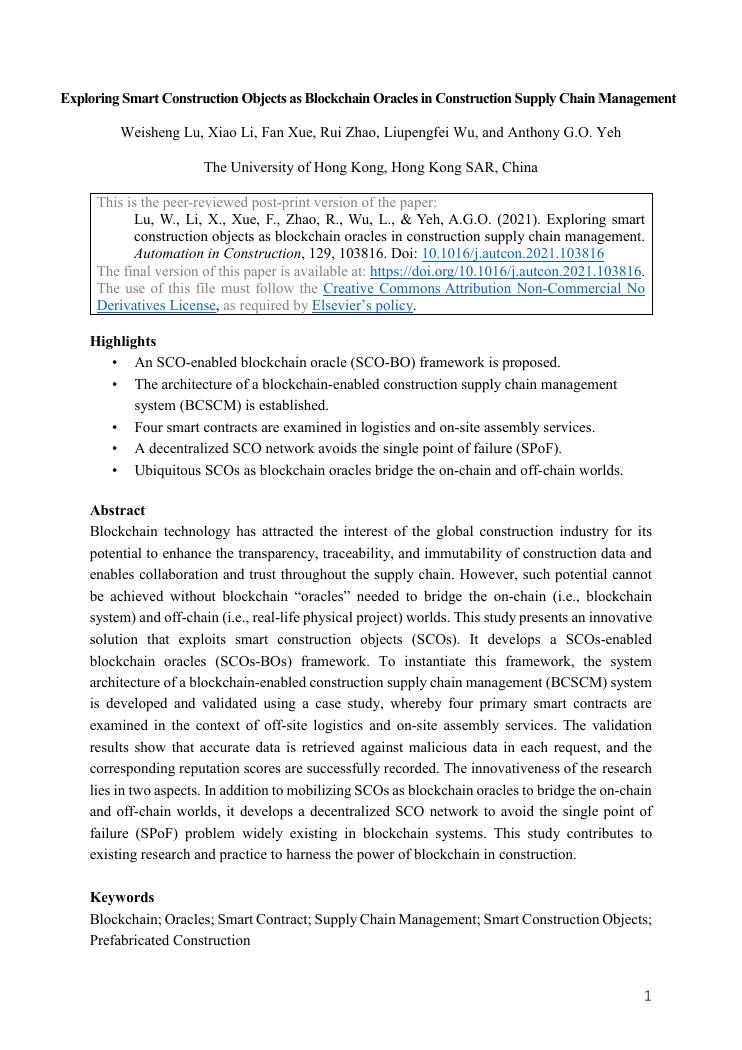 Exploring Smart Construction Objects as Blockchain Oracles in Construction Supply Chain Management
Weisheng Lu, Xiao Li, Fan Xue, Rui Zhao, Liupengfei Wu, and Anthony G.O. Yeh
The University of Hong Kong, Hong Kong SAR, China
This is the peer-reviewed post-print version of the paper:
Lu, W., Li, X., Xue, F., Zhao, R., Wu, L., & Yeh, A.G.O. (2021). Exploring smart
construction objects as blockchain oracles in construction supply chain management.
Automation in Construction, 129, 103816. Doi: 10.1016/j.autcon.2021.103816
The final version of this paper is available at: https://doi.org/10.1016/j.autcon.2021.103816.
The use of this file must follow the Creative Commons Attribution Non-Commercial No
Derivatives License, as required by Elsevier’s policy.
Highlights
• An SCO-enabled blockchain oracle (SCO-BO) framework is proposed.
• The architecture of a blockchain-enabled construction supply chain management
system (BCSCM) is established.
• Four smart contracts are examined in logistics and on-site assembly services.
• A decentralized SCO network avoids the single point of failure (SPoF).
• Ubiquitous SCOs as blockchain oracles bridge the on-chain and off-chain worlds.
Abstract
Blockchain technology has attracted the interest of the global construction industry for its
potential to enhance the transparency, traceability, and immutability of construction data and
enables collaboration and trust throughout the supply chain. However, such potential cannot
be achieved without blockchain “oracles” needed to bridge the on-chain (i.e., blockchain
system) and off-chain (i.e., real-life physical project) worlds. This study presents an innovative
solution that exploits smart construction objects (SCOs). It develops a SCOs-enabled
blockchain oracles (SCOs-BOs) framework. To instantiate this framework, the system
architecture of a blockchain-enabled construction supply chain management (BCSCM) system
is developed and validated using a case study, whereby four primary smart contracts are
examined in the context of off-site logistics and on-site assembly services. The validation
results show that accurate data is retrieved against malicious data in each request, and the
corresponding reputation scores are successfully recorded. The innovativeness of the research
lies in two aspects. In addition to mobilizing SCOs as blockchain oracles to bridge the on-chain
and off-chain worlds, it develops a decentralized SCO network to avoid the single point of
failure (SPoF) problem widely existing in blockchain systems. This study contributes to
existing research and practice to harness the power of blockchain in construction.
Keywords
Blockchain; Oracles; Smart Contract; Supply Chain Management; Smart Construction Objects;
Prefabricated Construction
1